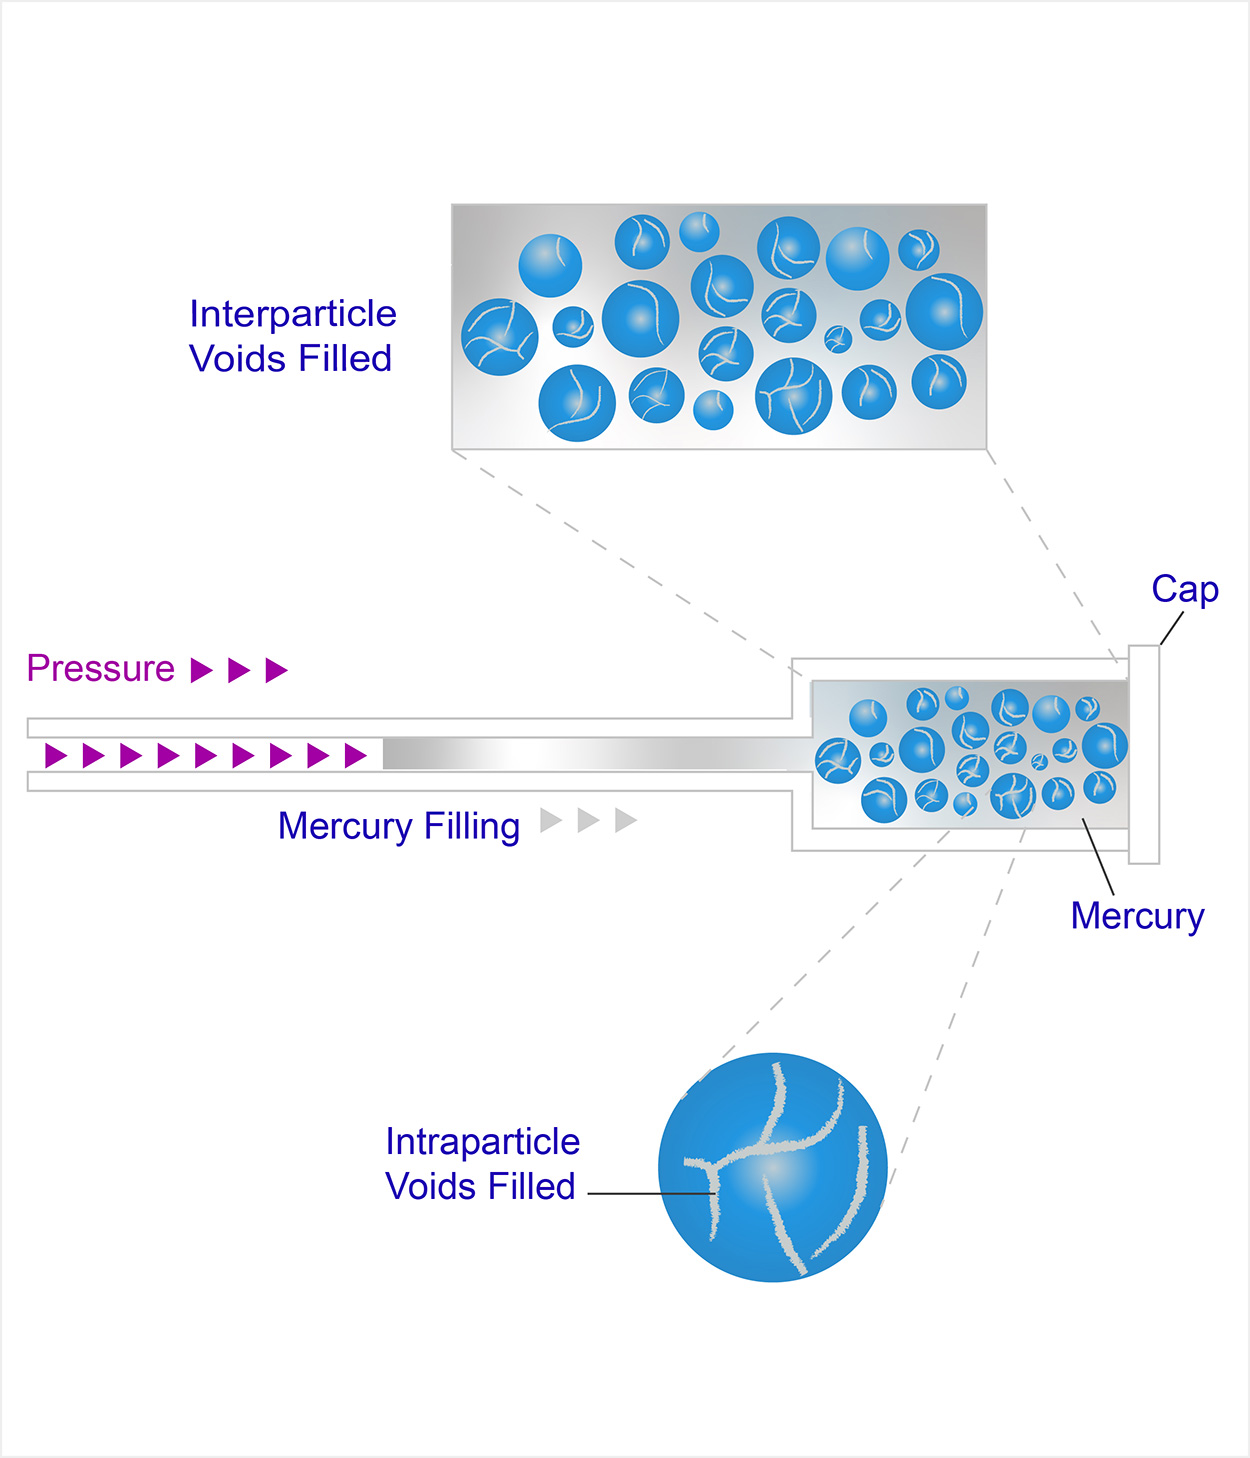 Interparticle
Voids Filled
Cap
Pressure
Mercury Filling
Mercury
Intraparticle
Voids Filled